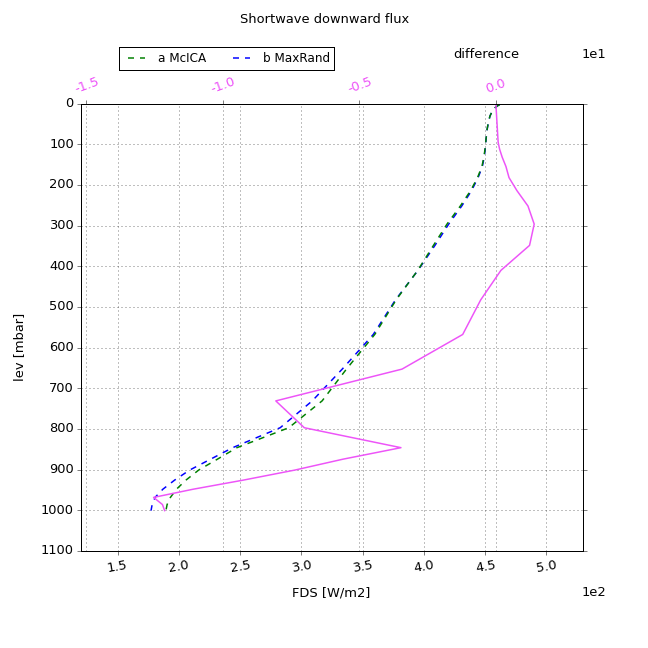 Shortwave downward flux
a McICA b MaxRand
difference 1e1
-1.5 -1.0 -0.5 0.0
0
100
200
300
400
500
600
700
800
900
1000
1100
lev [mbar]
1.5 2.0 2.5 3.0 3.5 4.0 4.5 5.0
FDS [W/m2] 1e2